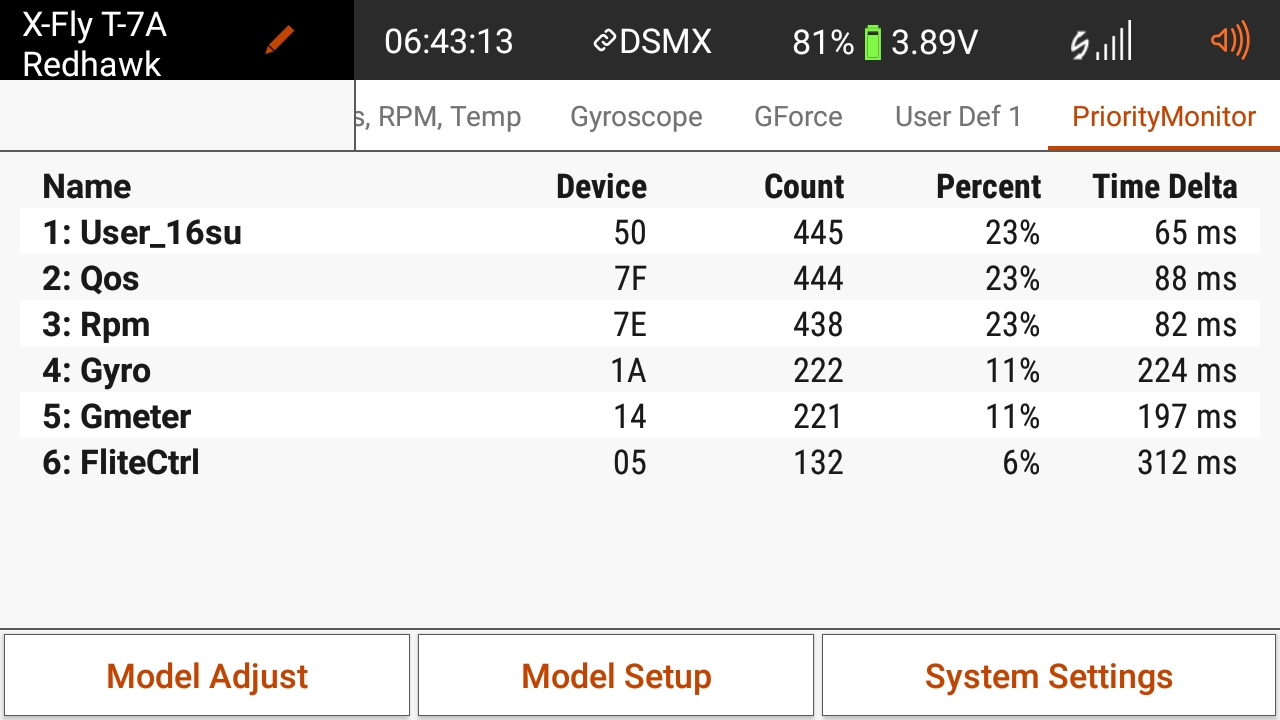 X-Fly T-7A
Redhawk
06:43:13 DSMX 81% 3.89V
s, RPM, Temp Gyroscope GForce User Def 1 PriorityMonitor
Name Device Count Percent Time Delta
1: User_16su 50 445 23% 65 ms
2: Qos 7F 444 23% 88 ms
3: Rpm 7E 438 23% 82 ms
4: Gyro 1A 222 11% 224 ms
5: Gmeter 14 221 11% 197 ms
6: FliteCtrl 05 132 6% 312 ms
Model Adjust Model Setup System Settings